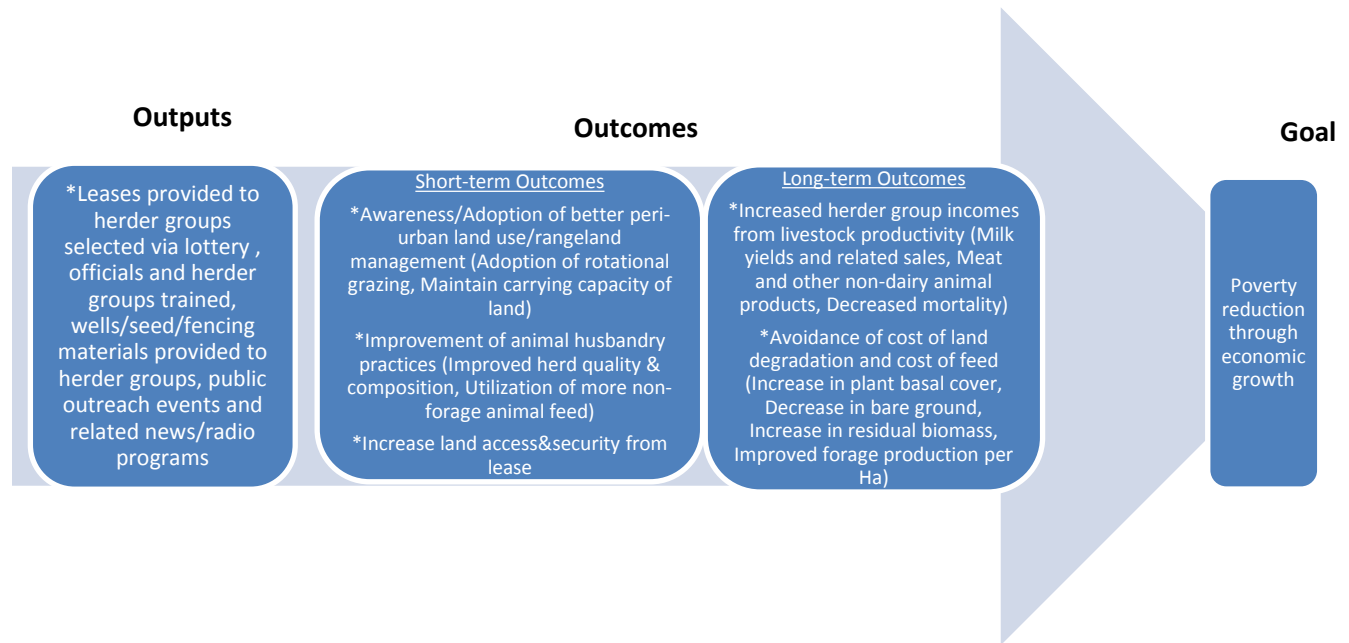 Outputs
*Leases provided to
herder groups
selected via lottery ,
officials and herder
groups trained,
wells/seed/fencing
materials provided to
herder groups, public
outreach events and
related news/radio
programs
Outcomes
Short-term Outcomes
*Awareness/Adoption of better peri-
urban land use/rangeland
management (Adoption of rotational
grazing, Maintain carrying capacity of
land)
*Improvement of animal husbandry
practices (Improved herd quality &
composition, Utilization of more non-
forage animal feed)
*Increase land access&security from
lease
Long-term Outcomes
*Increased herder group incomes
from livestock productivity (Milk
yields and related sales, Meat
and other non-dairy animal
products, Decreased mortality)
*Avoidance of cost of land
degradation and cost of feed
(Increase in plant basal cover,
Decrease in bare ground,
Increase in residual biomass,
Improved forage production per
Ha)
Goal
Poverty
reduction
through
economic
growth